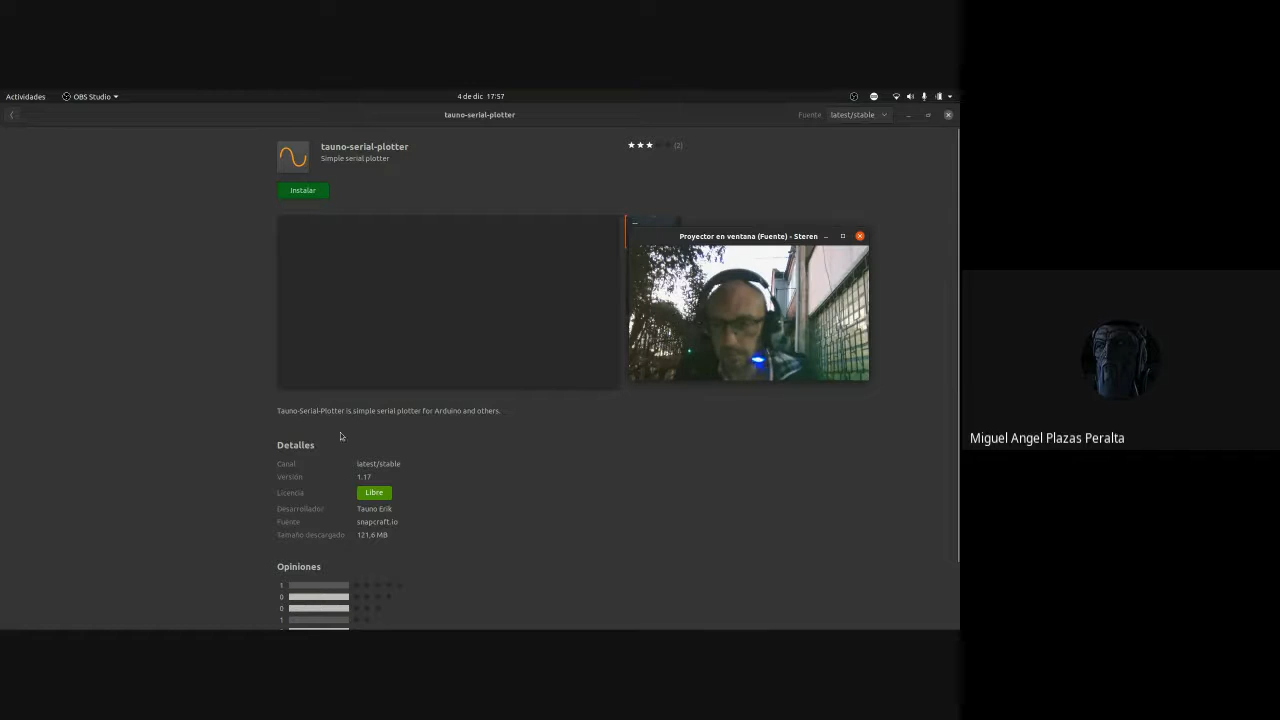 Actividades
OBS Studio
4 de dic 17:57
tauno-serial-plotter
Fuente
latest/stable
tauno-serial-plotter
Simple serial plotter
(2)
Instalar
Proyector en ventana (Fuente) - Steren
Tauno-Serial-Plotter is simple serial plotter for Arduino and others.
Detalles
Canal latest/stable
Versión 1.17
Licencia Libre
Desarrollador Tauno Erik
Fuente snapcraft.io
Tamaño descargado 121,6 MB
Opiniones
1
0
0
1
Miguel Angel Plazas Peralta